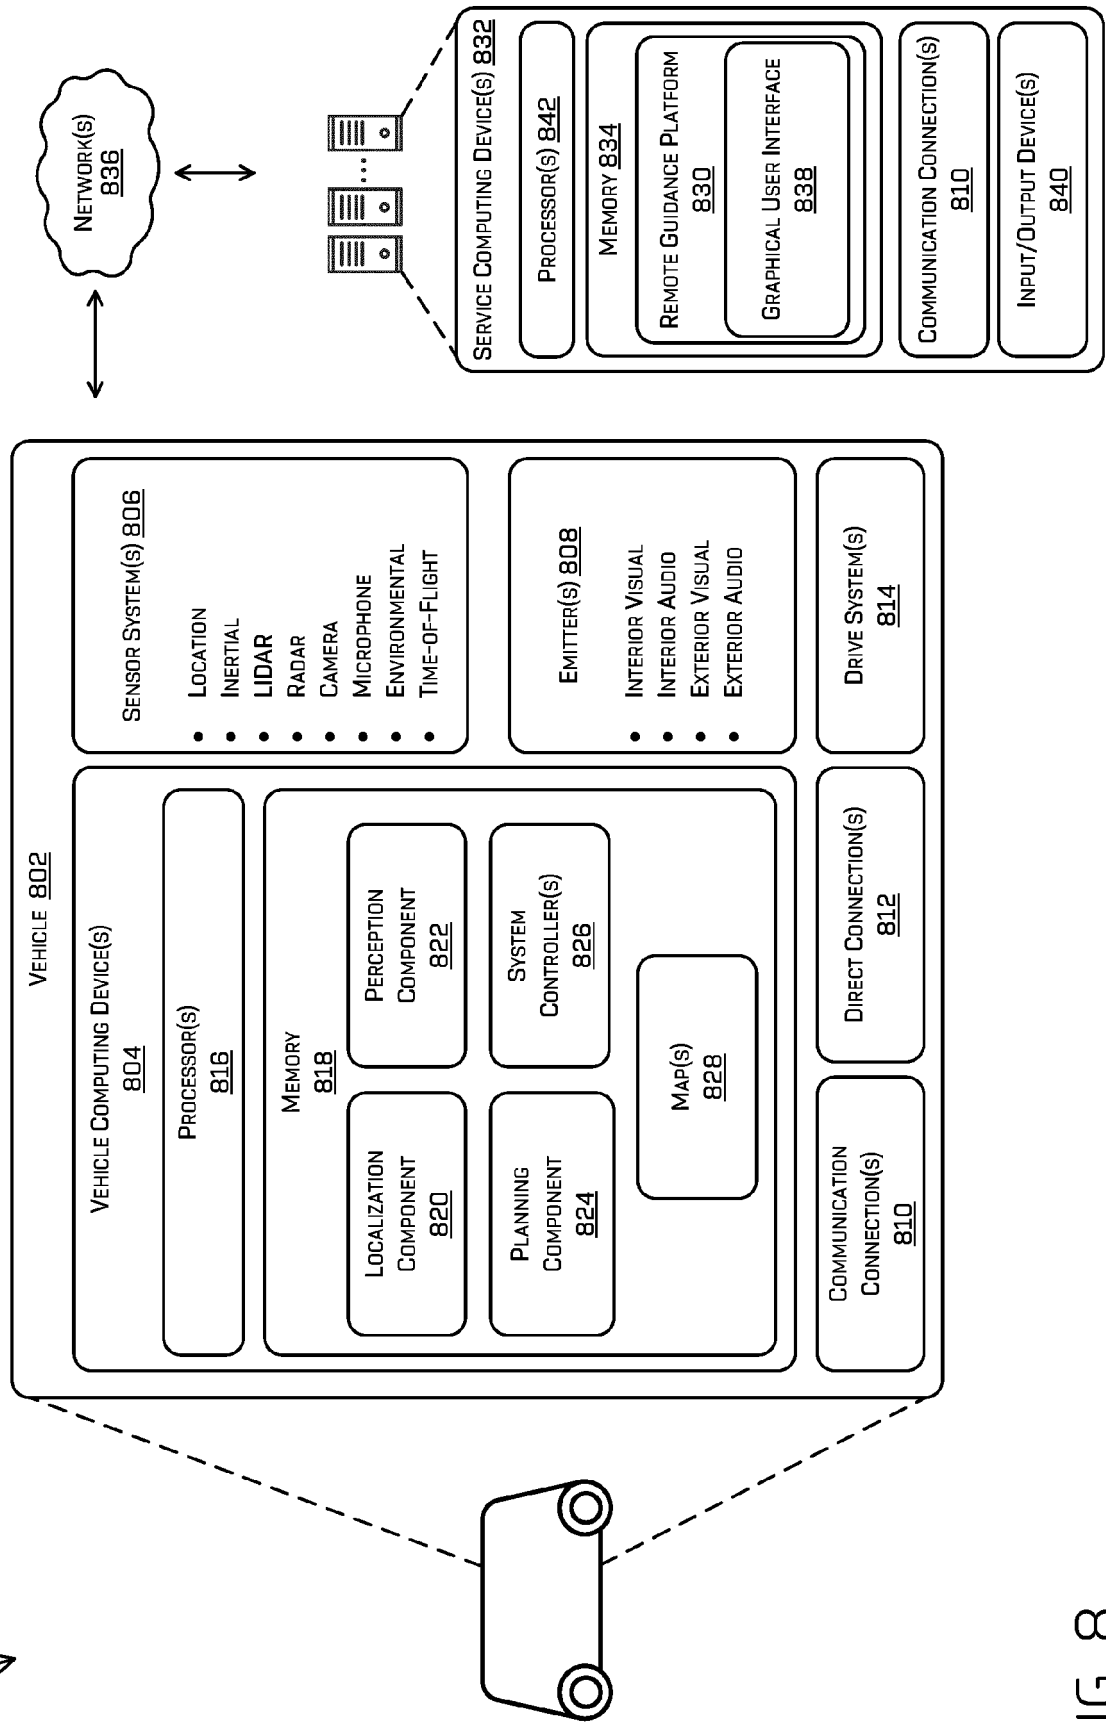 VEHICLE 802
VEHICLE COMPUTING DEVICE(S)
804
PROCESSOR(S)
816
MEMORY
818
LOCALIZATION
COMPONENT
820
PERCEPTION
COMPONENT
822
PLANNING
COMPONENT
824
SYSTEM
CONTROLLER(S)
826
MAP(S)
828
SENSOR SYSTEM(S) 806
• LOCATION
• INERTIAL
• LIDAR
• RADAR
• CAMERA
• MICROPHONE
• ENVIRONMENTAL
• TIME-OF-FLIGHT
EMITTER(S) 808
• INTERIOR VISUAL
• INTERIOR AUDIO
• EXTERIOR VISUAL
• EXTERIOR AUDIO
COMMUNICATION
CONNECTION(S)
810
DIRECT CONNECTION(S)
812
DRIVE SYSTEM(S)
814
NETWORK(S)
836
SERVICE COMPUTING DEVICE(S) 832
PROCESSOR(S) 842
MEMORY 834
REMOTE GUIDANCE PLATFORM
830
GRAPHICAL USER INTERFACE
838
COMMUNICATION CONNECTION(S)
810
INPUT/OUTPUT DEVICE(S)
840
IG. 8